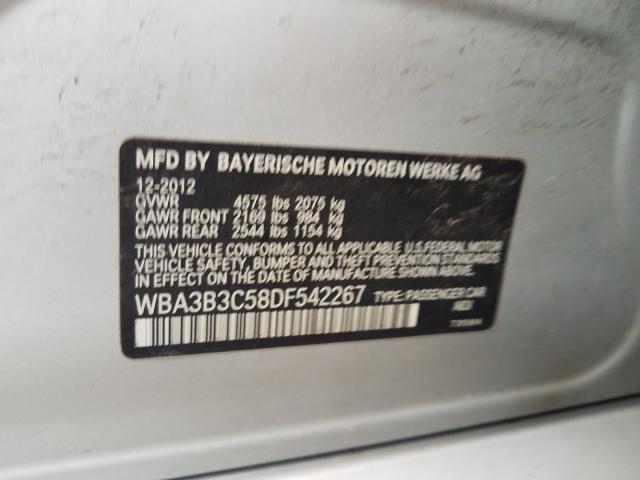 MFD BY BAYERISCHE MOTOREN WERKE AG
12-2012
GVWR 4575 lbs 2075 kg
GAWR FRONT 2169 lbs 984 kg
GAWR REAR 2544 lbs 1154 kg
THIS VEHICLE CONFORMS TO ALL APPLICABLE U.S. FEDERAL MOTOR
VEHICLE SAFETY, BUMPER AND THEFT PREVENTION STANDARDS
IN EFFECT ON THE DATE OF MANUFACTURE SHOWN ABOVE.
WBA3B3C58DF542267 TYPE: PASSENGER CAR